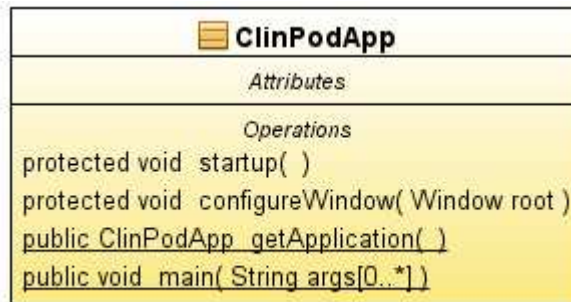 ClinPodApp
Attributes
Operations
protected void startup( )
protected void configureWindow( Window root )
public ClinPodApp getApplication( )
public void main( String args[0..*] )